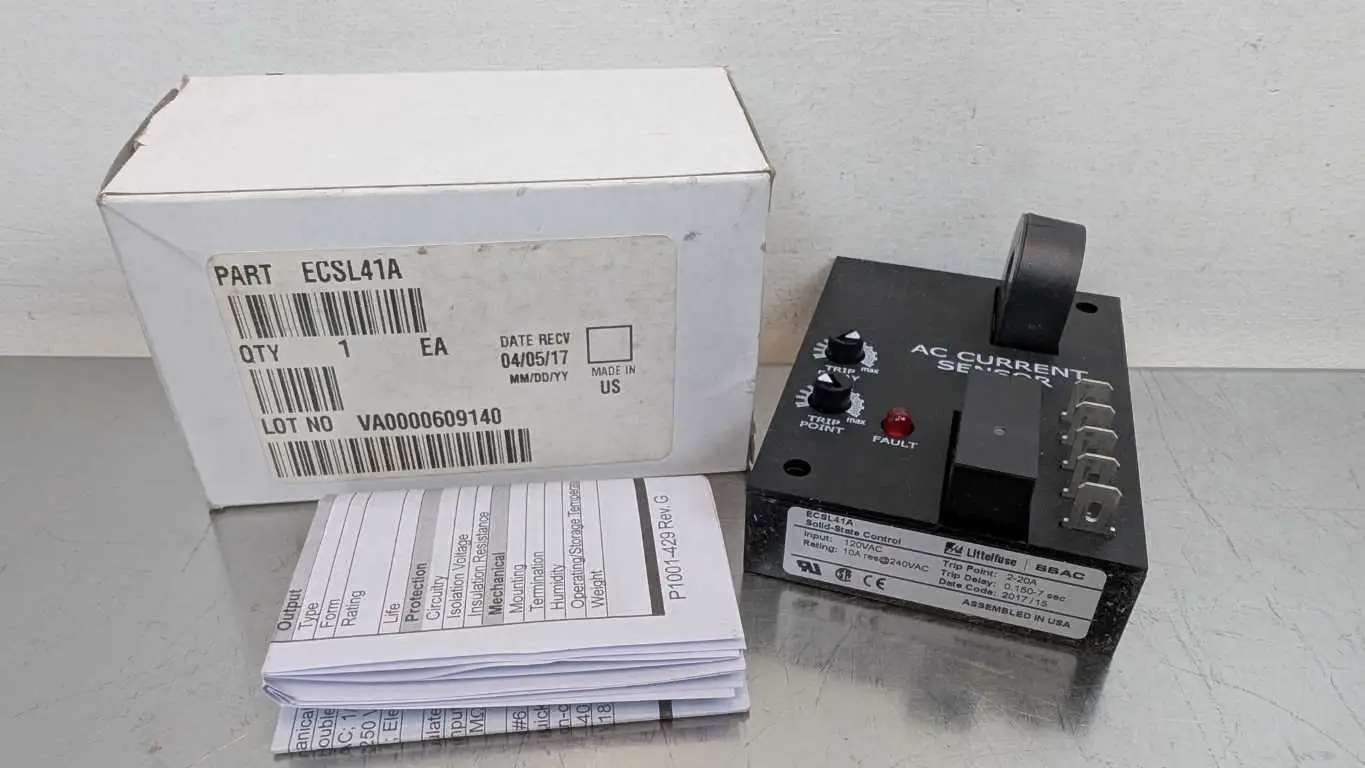 PART ECSL41A
QTY 1 EA
DATE RECV
04/05/17
MM/DD/YY
MADE IN
US
LOT NO VA0000609140
AC CURRENT
SENSOR
TRIP
max
TRIP
POINT
max
FAULT
ECSL41A
Solid-State Control
Input: 120VAC
Rating: 10A res@240VAC
Littelfuse
SSAC
Trip Point: 2-20A
Trip Delay: 0.150-7 sec
Date Code: 2017/15
ASSEMBLED IN USA
CE
Output
Type
Form
Rating
Life
Protection
Circuitry
Isolation Voltage
Insulation Resistance
Mechanical
Mounting
Termination
Humidity
Operating/Storage Tempera
Weight
P1001-429 Rev. G